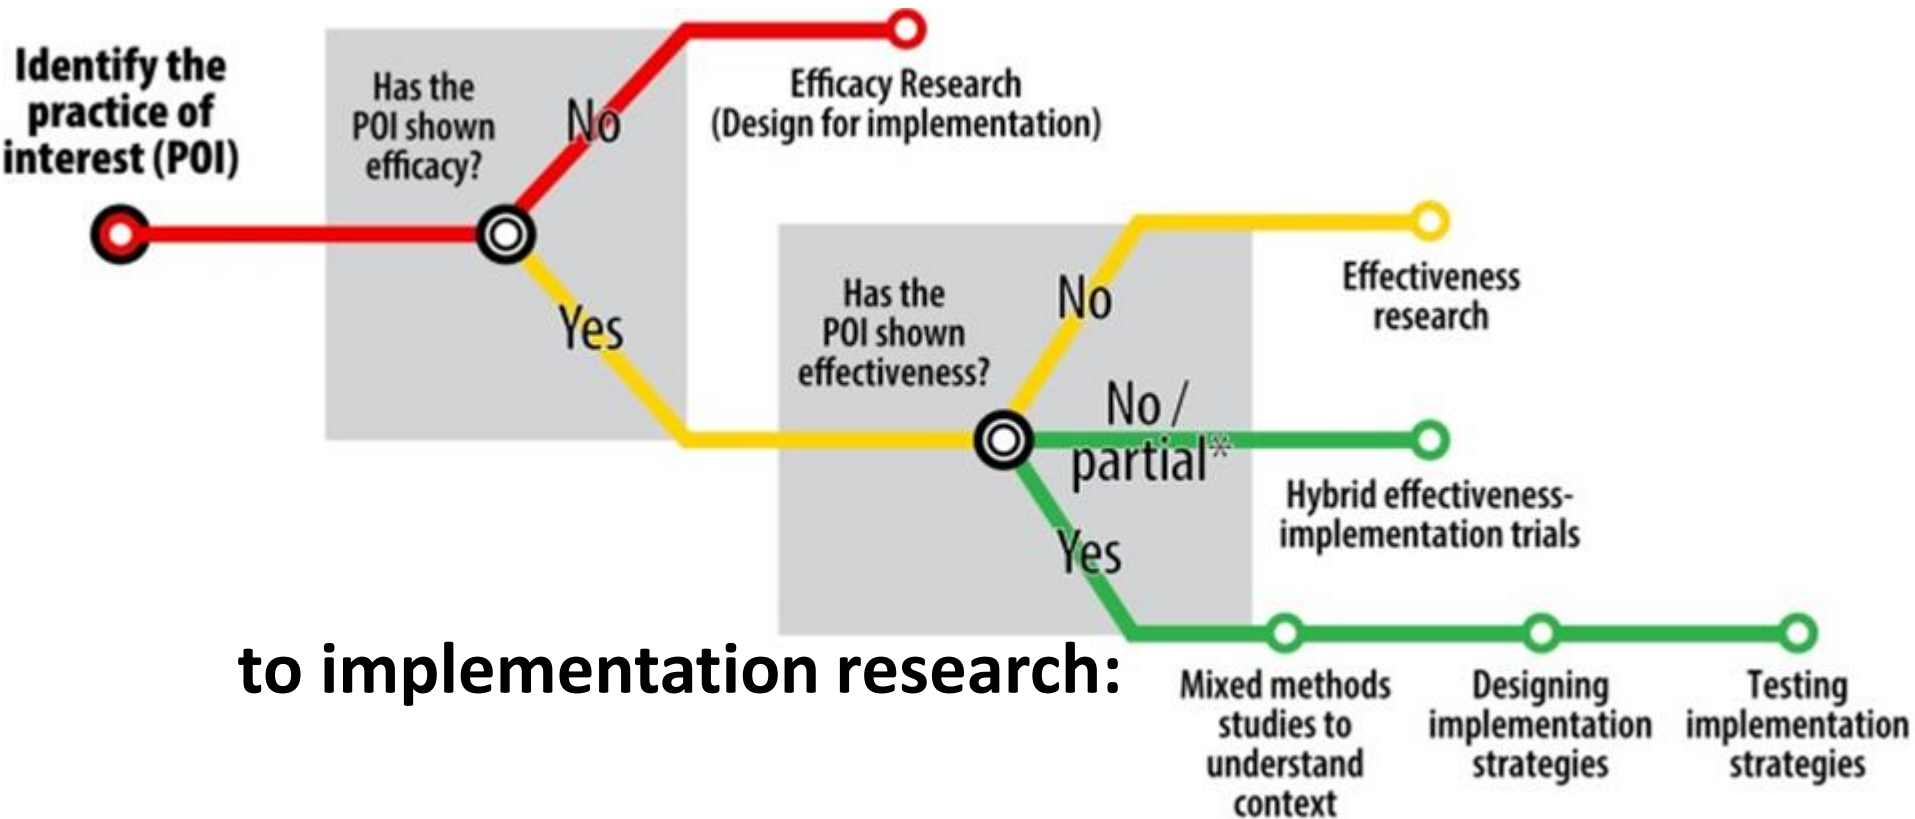 Identify the
practice of
interest (POI)
Has the
POI shown
efficacy?
No
Yes
Efficacy Research
(Design for implementation)
Has the
POI shown
effectiveness?
No
No /
partial*
Yes
Effectiveness
research
Hybrid effectiveness-
implementation trials
to implementation research:
Mixed methods
studies to
understand
context
Designing
implementation
strategies
Testing
implementation
strategies